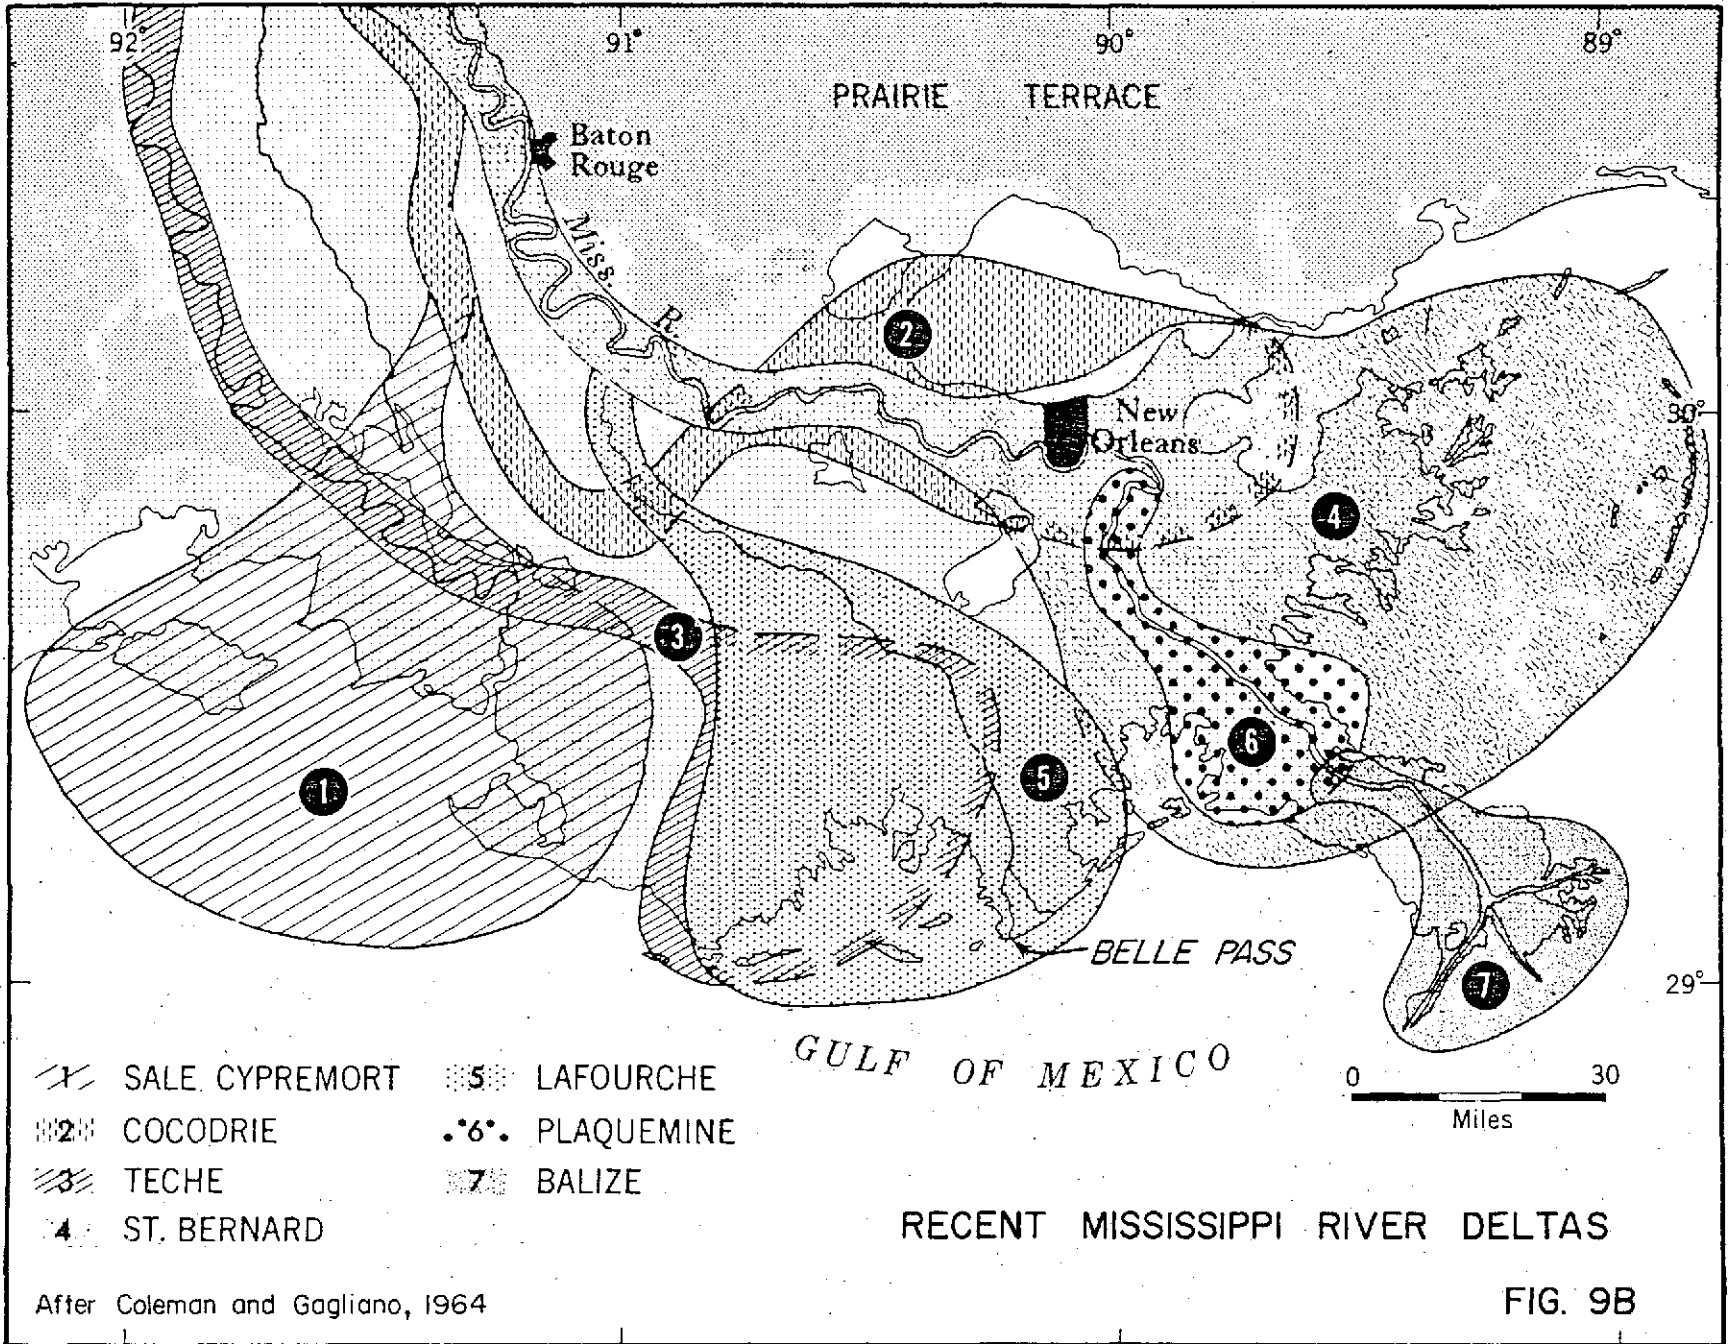 92° 91° 90° 89°
PRAIRIE TERRACE
Baton
Rouge
Miss. R.
2
New
Orleans
30°
4
3
6
5
1
BELLE PASS
29°
7
GULF OF MEXICO
0 30
Miles
1 SALE CYPREMORT
2 COCODRIE
3 TECHE
4 ST. BERNARD
5 LAFOURCHE
6 PLAQUEMINE
7 BALIZE
RECENT MISSISSIPPI RIVER DELTAS
After Coleman and Gagliano, 1964
FIG. 9B